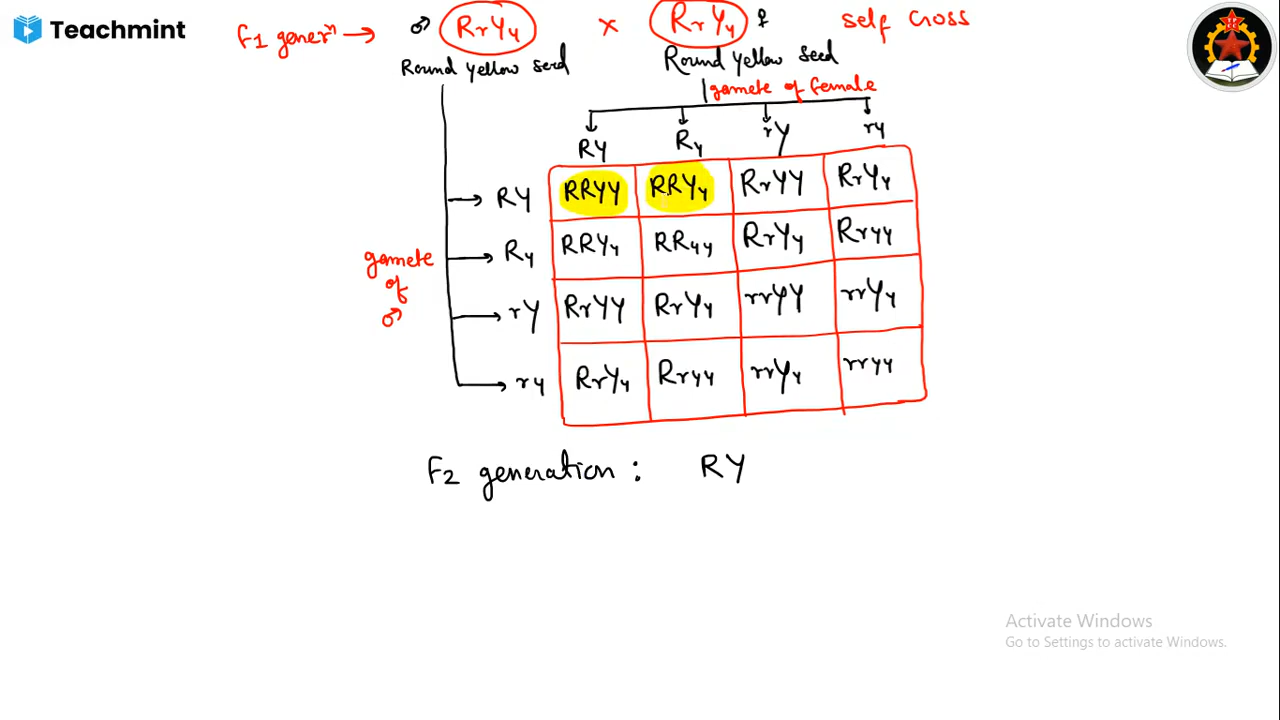 Teachmint
F1 genern → ♂ RrYy × RrYy ♀ self cross
Round yellow seed Round yellow seed
gamete of female
RY Ry rY ry
RY RRYY RRYy RrYY RrYy
Ry RRYy RRyy RrYy Rryy
gamete
of
♂
rY RrYY RrYy rrYY rrYy
ry RrYy Rryy rrYy rryy
F2 generation : RY
Activate Windows
Go to Settings to activate Windows.